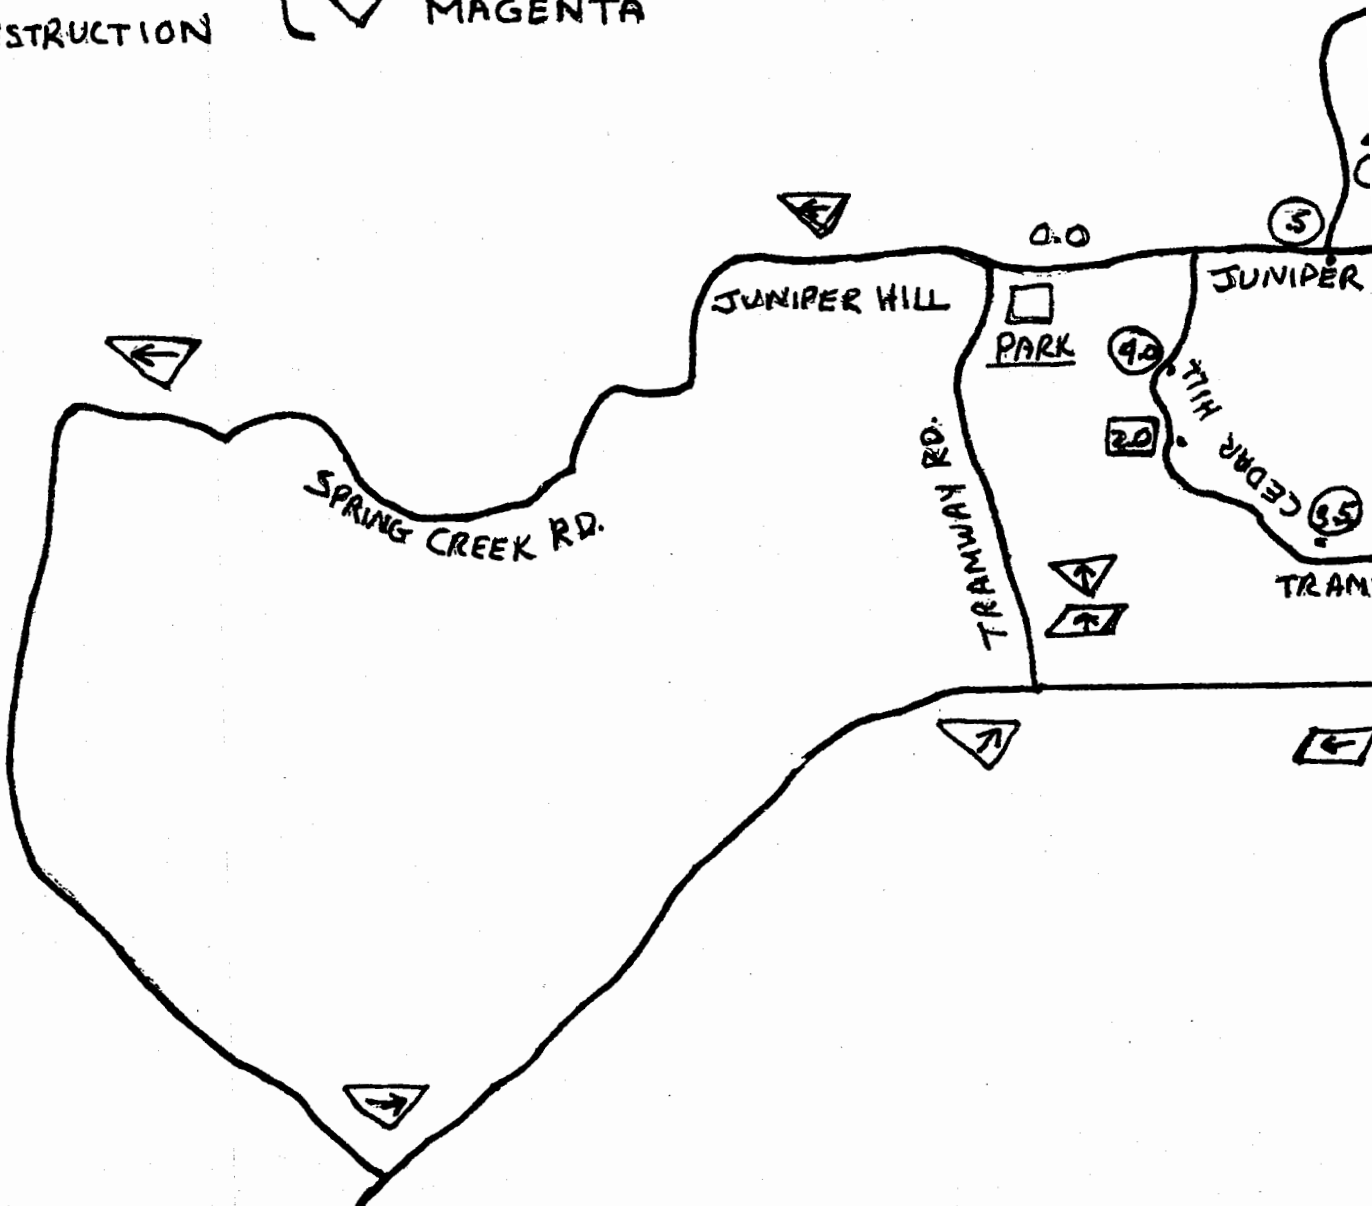 MAGENTA
STRUCTION
.5
0.0
JUNIPER
JUNIPER HILL
PARK
4.0
HILL
2.0
CEDAR
TRAMWAY RD.
3.5
SPRING CREEK RD.
TRAM